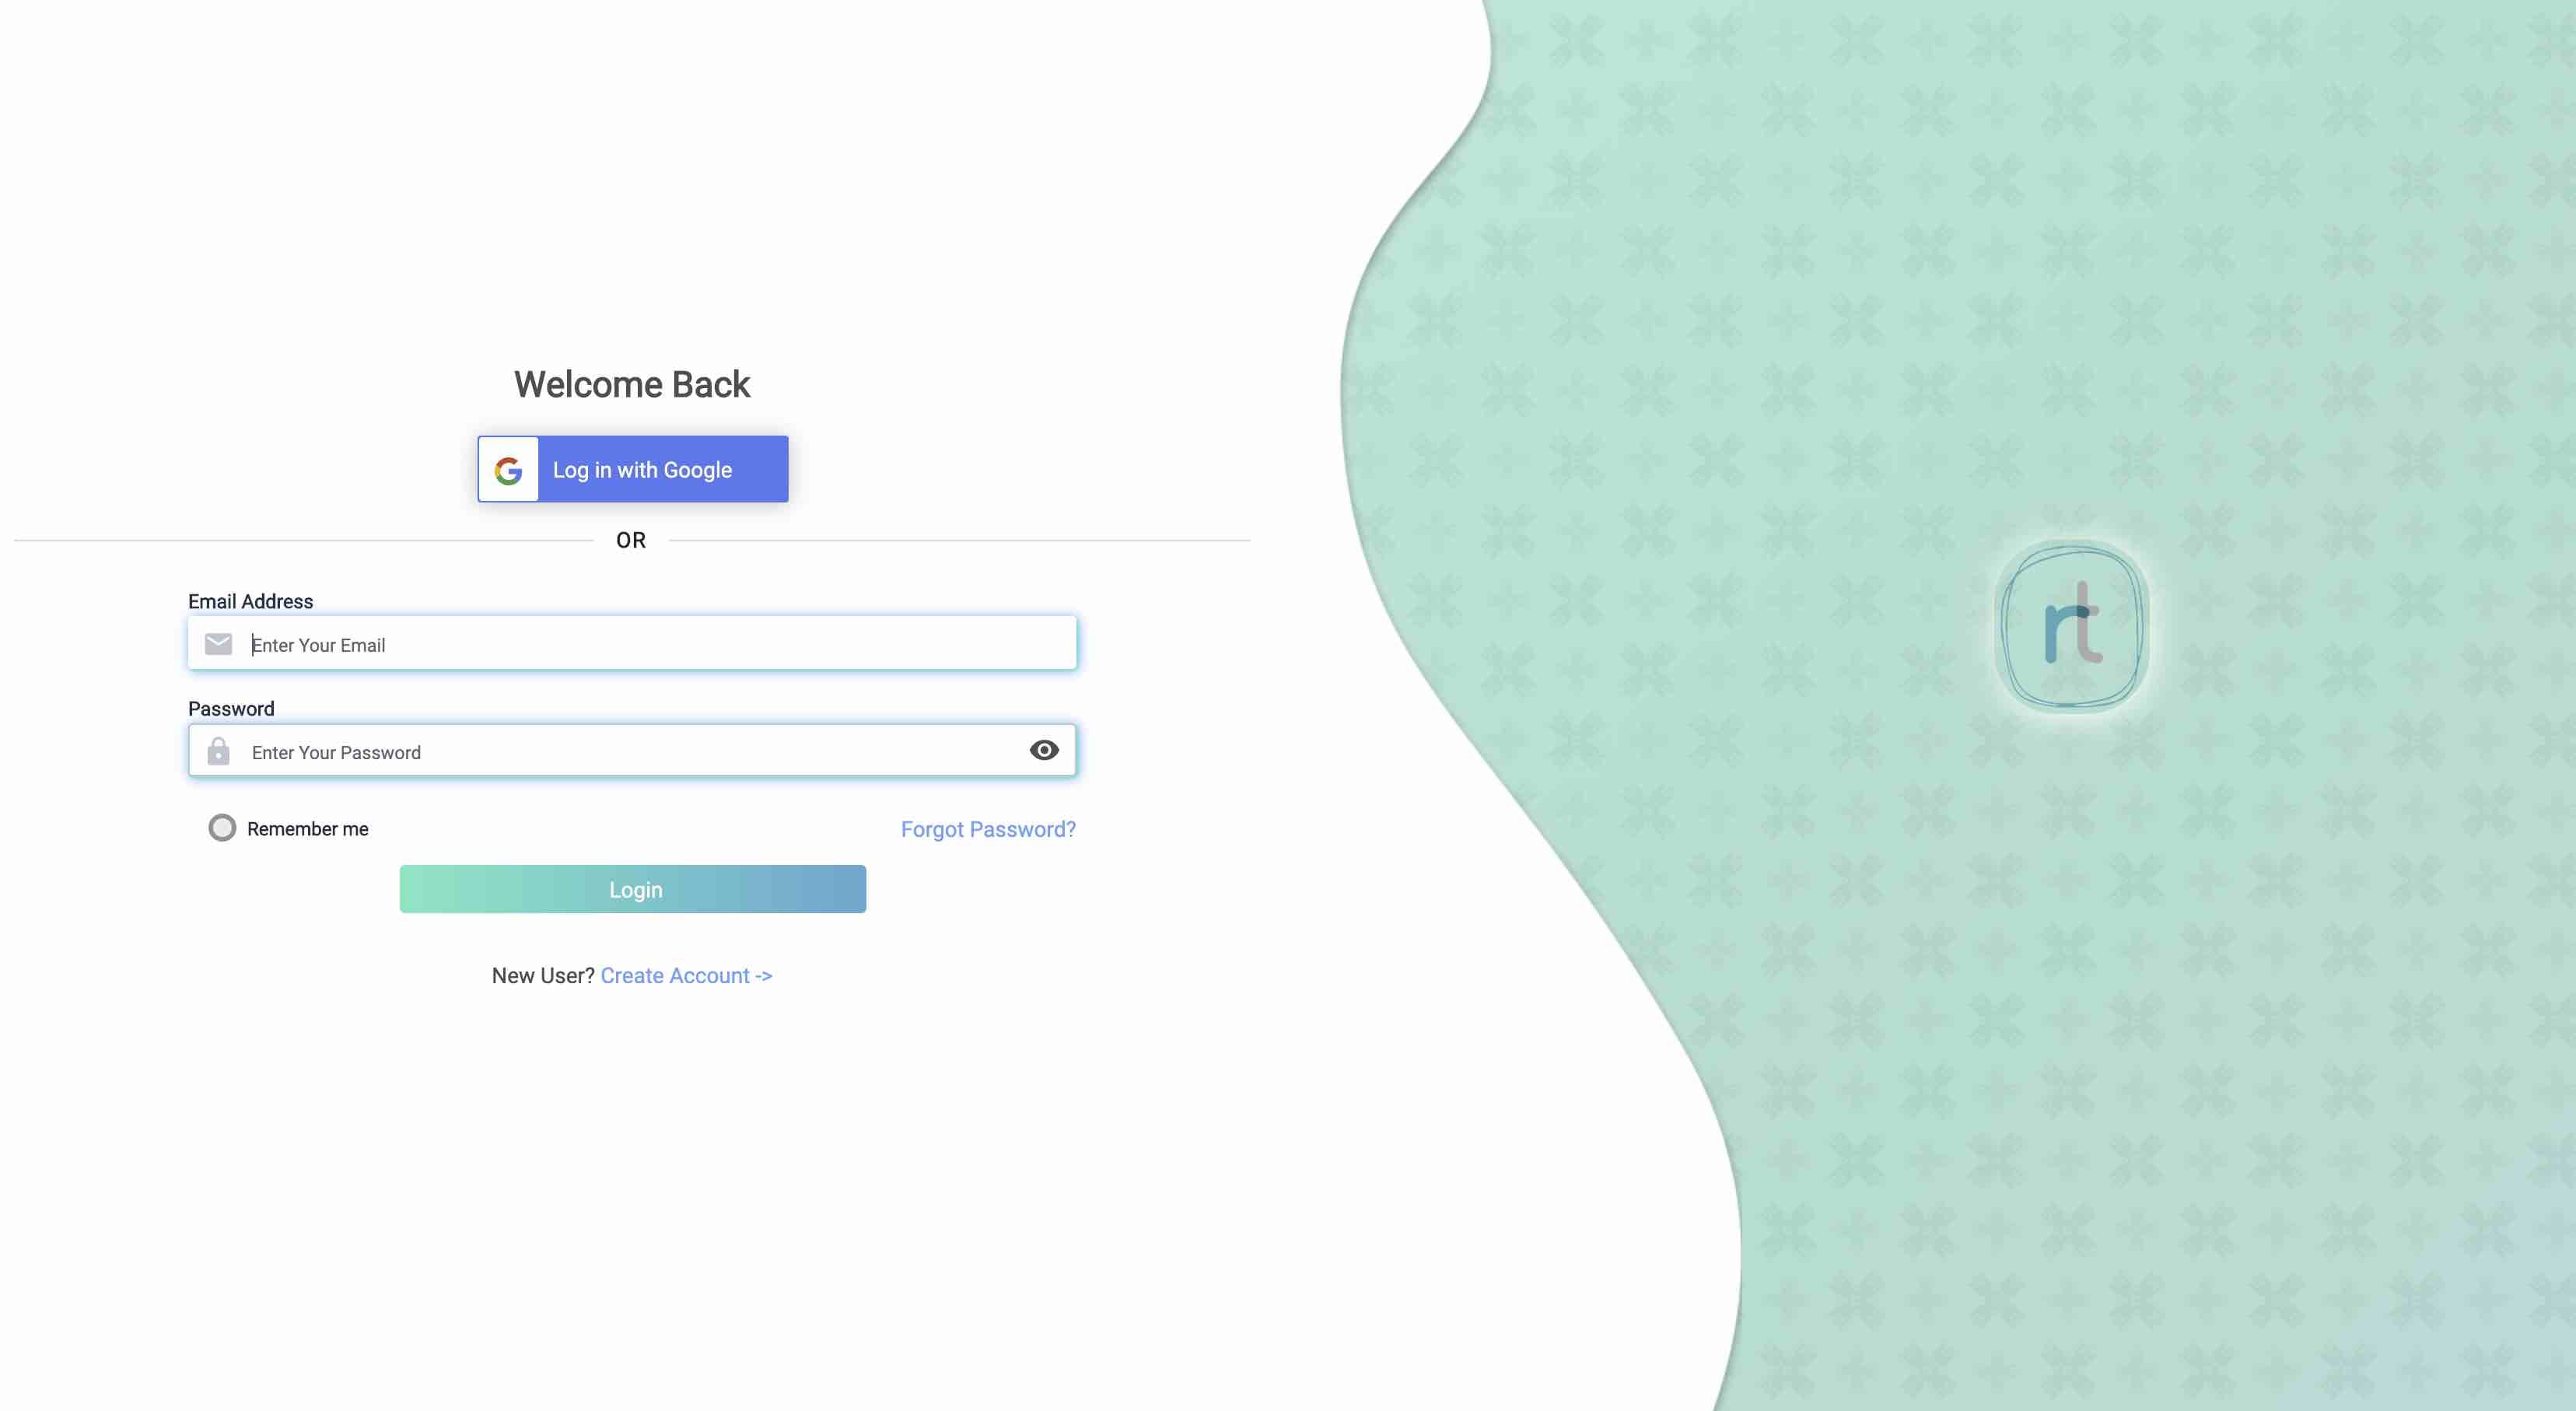 Welcome Back
Log in with Google
OR
Email Address
Enter Your Email
Password
Enter Your Password
Remember me
Forgot Password?
Login
New User? Create Account ->
rt